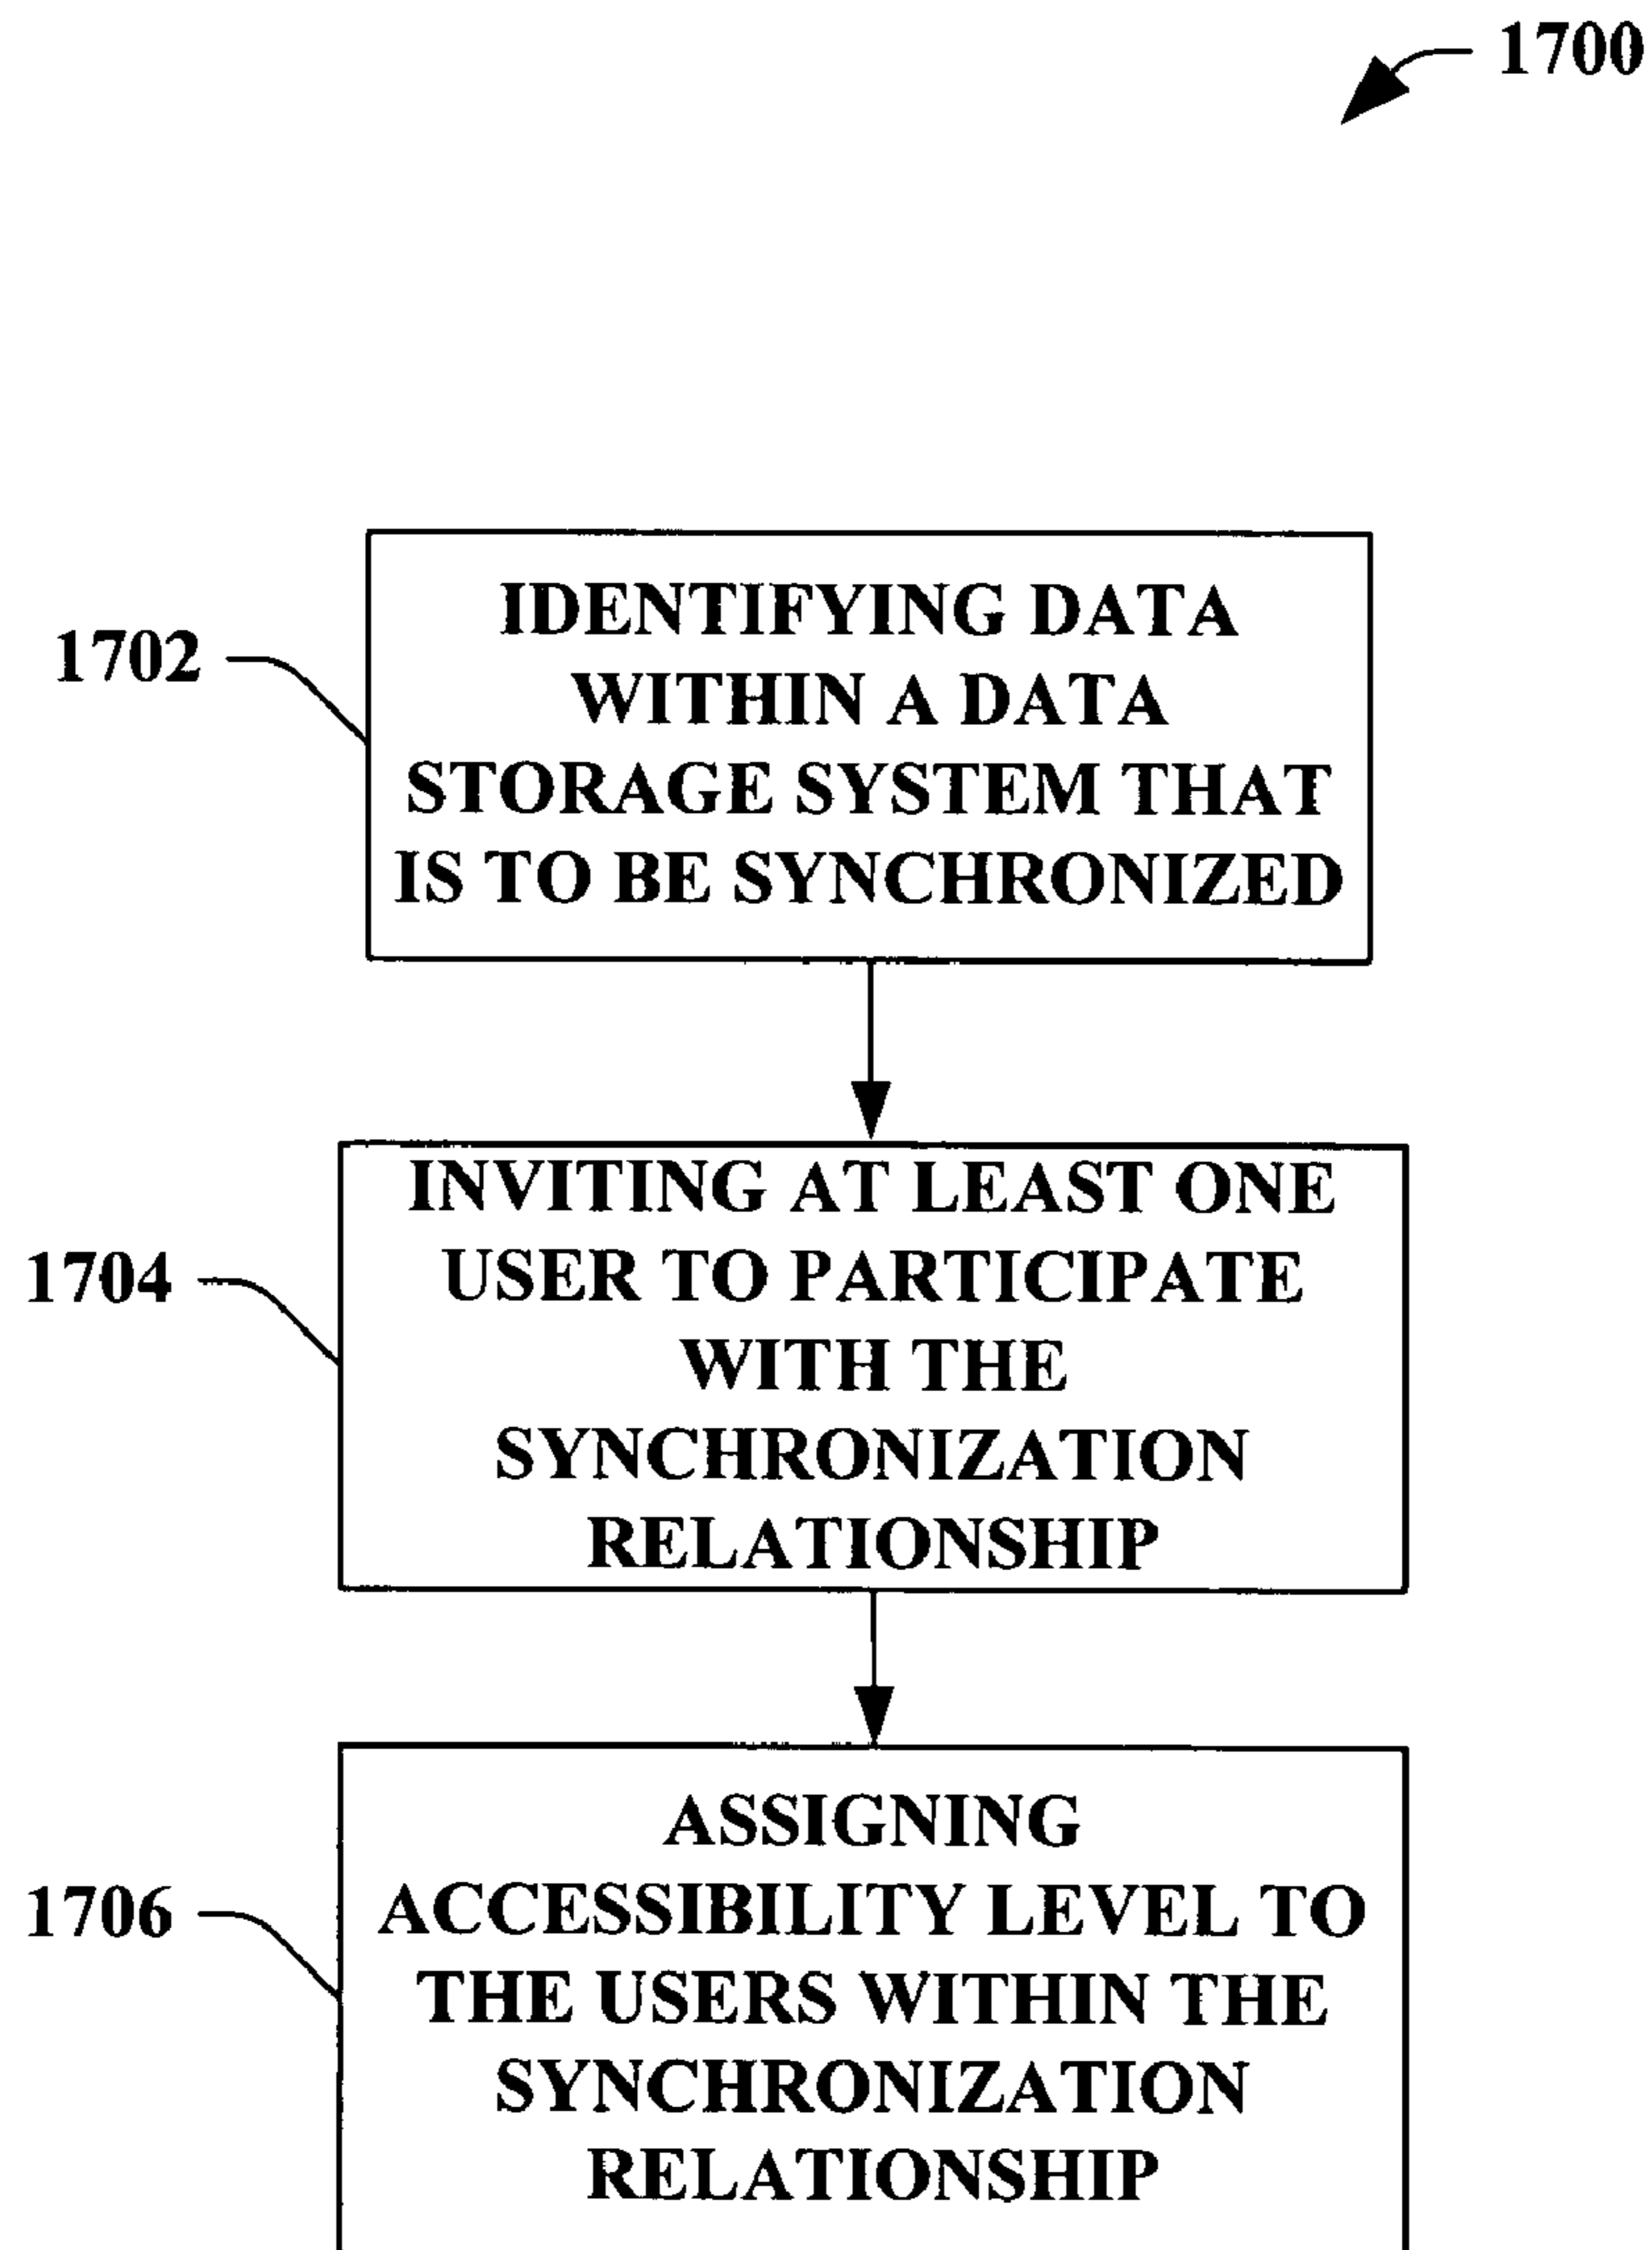 1700
1702
IDENTIFYING DATA
WITHIN A DATA
STORAGE SYSTEM THAT
IS TO BE SYNCHRONIZED
1704
INVITING AT LEAST ONE
USER TO PARTICIPATE
WITH THE
SYNCHRONIZATION
RELATIONSHIP
1706
ASSIGNING
ACCESSIBILITY LEVEL TO
THE USERS WITHIN THE
SYNCHRONIZATION
RELATIONSHIP